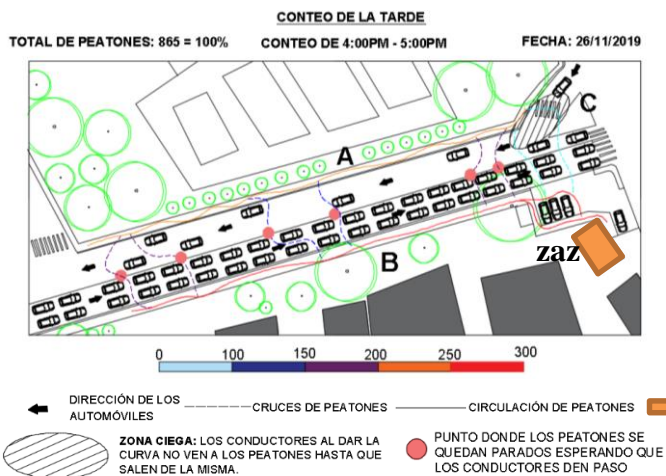 CONTEO DE LA TARDE
TOTAL DE PEATONES: 865 = 100% CONTEO DE 4:00PM - 5:00PM FECHA: 26/11/2019
C
A
B
zaz
0 100 150 200 250 300
DIRECCIÓN DE LOS
AUTOMÓVILES
CRUCES DE PEATONES
CIRCULACIÓN DE PEATONES
ZONA CIEGA: LOS CONDUCTORES AL DAR LA
CURVA NO VEN A LOS PEATONES HASTA QUE
SALEN DE LA MISMA.
PUNTO DONDE LOS PEATONES SE
QUEDAN PARADOS ESPERANDO QUE
LOS CONDUCTORES DEN PASO